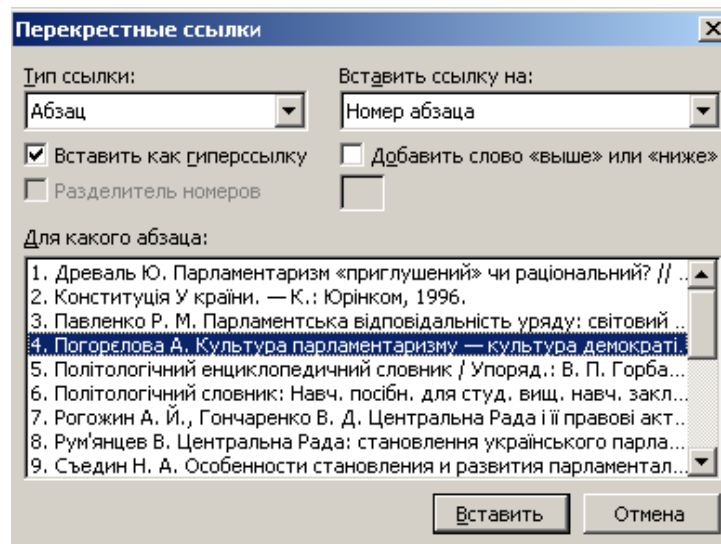 Перекрестные ссылки
Тип ссылки:
Вставить ссылку на:
Абзац
Номер абзаца
Вставить как гиперссылку
Добавить слово «выше» или «ниже»
Разделитель номеров
Для какого абзаца:
1. Древаль Ю. Парламентаризм «приглушений» чи раціональний? // ...
2. Конституція У країни. — К.: Юрінком, 1996.
3. Павленко Р. М. Парламентська відповідальність уряду: світовий ...
4. Погорєлова А. Культура парламентаризму — культура демократі...
5. Політологічний енциклопедичний словник / Упоряд.: В. П. Горба...
6. Політологічний словник: Навч. посібн. для студ. вищ. навч. закл...
7. Рогожин А. Й., Гончаренко В. Д. Центральна Рада і її правові акт...
8. Рум'янцев В. Центральна Рада: становлення українського парла...
9. Съедин Н. А. Особенности становления и развития парламентал...
Вставить
Отмена